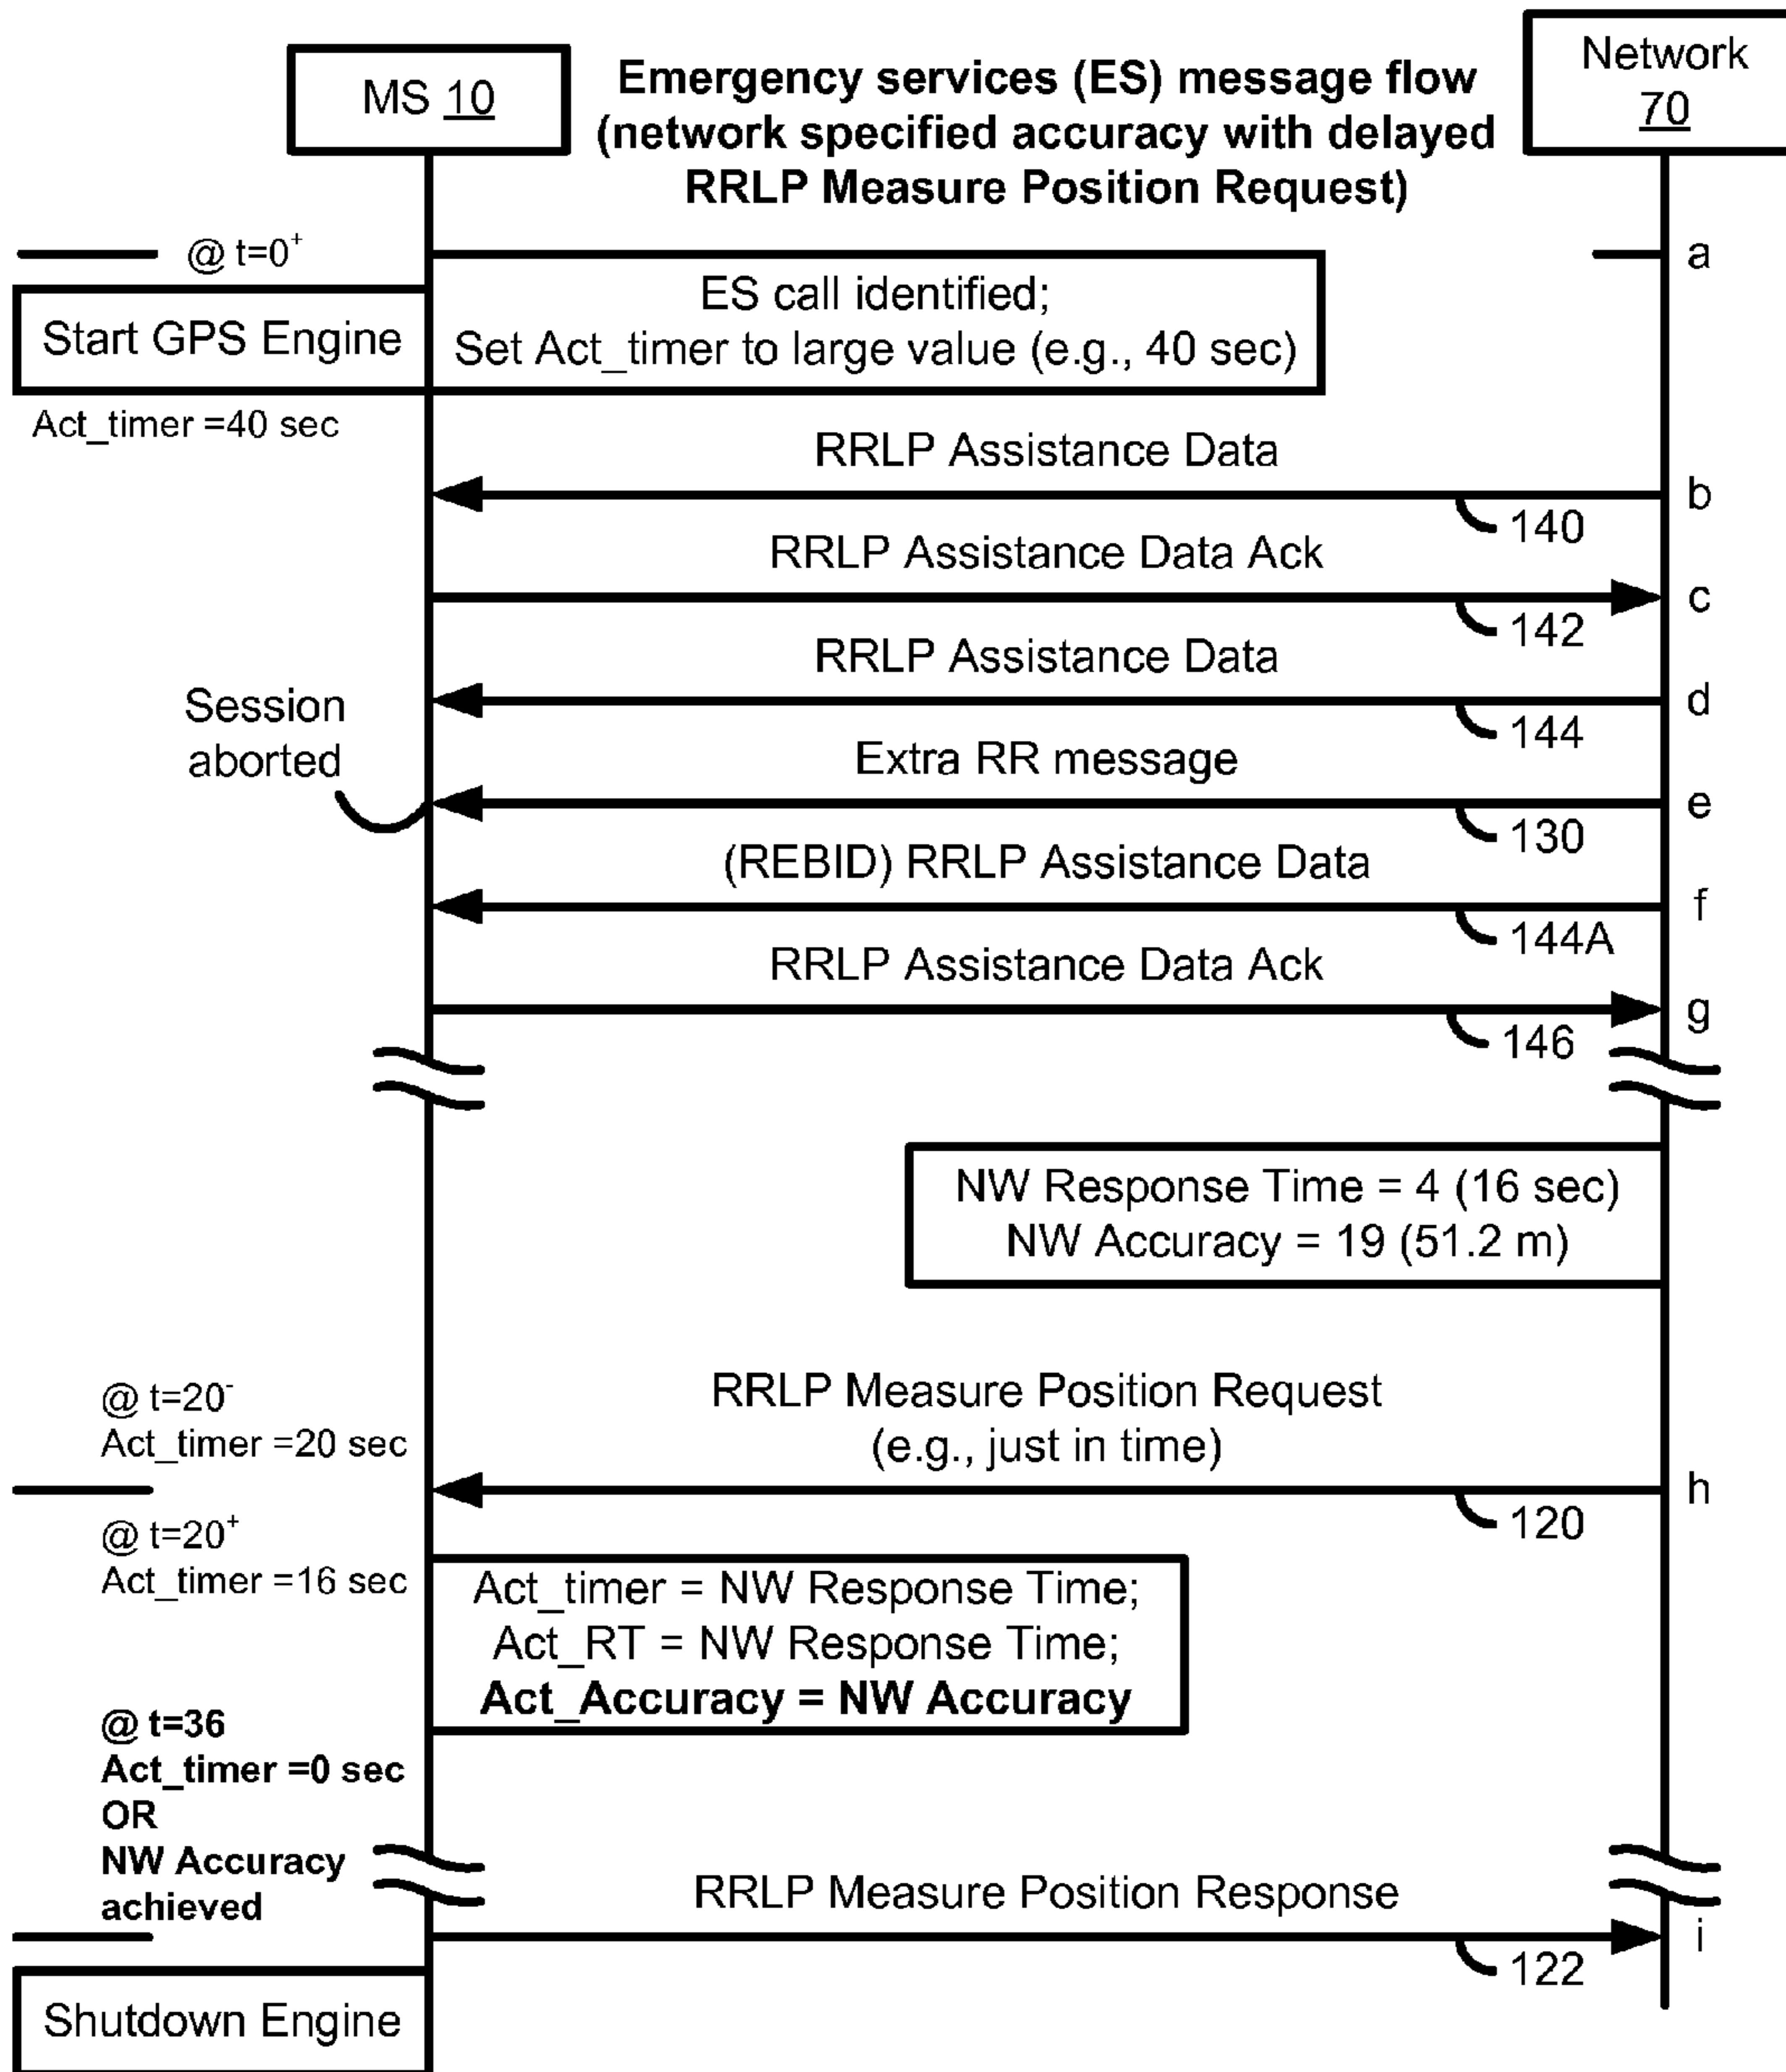 MS 10
Emergency services (ES) message flow
(network specified accuracy with delayed
RRLP Measure Position Request)
Network
70
@ t=0⁺
a
Start GPS Engine
ES call identified;
Set Act_timer to large value (e.g., 40 sec)
Act_timer =40 sec
RRLP Assistance Data
b
140
RRLP Assistance Data Ack
c
142
RRLP Assistance Data
d
144
Session
aborted
Extra RR message
e
130
(REBID) RRLP Assistance Data
f
144A
RRLP Assistance Data Ack
g
146
NW Response Time = 4 (16 sec)
NW Accuracy = 19 (51.2 m)
@ t=20⁻
Act_timer =20 sec
RRLP Measure Position Request
(e.g., just in time)
h
120
@ t=20⁺
Act_timer =16 sec
Act_timer = NW Response Time;
Act_RT = NW Response Time;
Act_Accuracy = NW Accuracy
@ t=36
Act_timer =0 sec
OR
NW Accuracy
achieved
RRLP Measure Position Response
i
122
Shutdown Engine